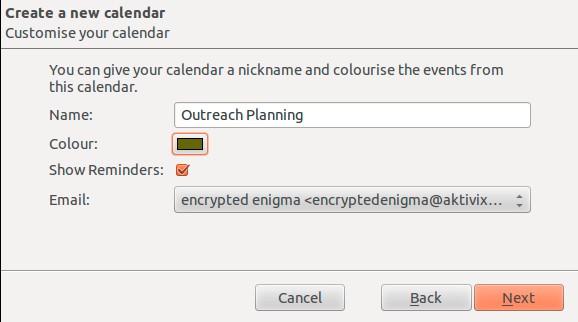 Create a new calendar
Customise your calendar
You can give your calendar a nickname and colourise the events from
this calendar.
Name: Outreach Planning
Colour:
Show Reminders:
Email: encrypted enigma <encryptedenigma@aktivix...
Cancel Back Next